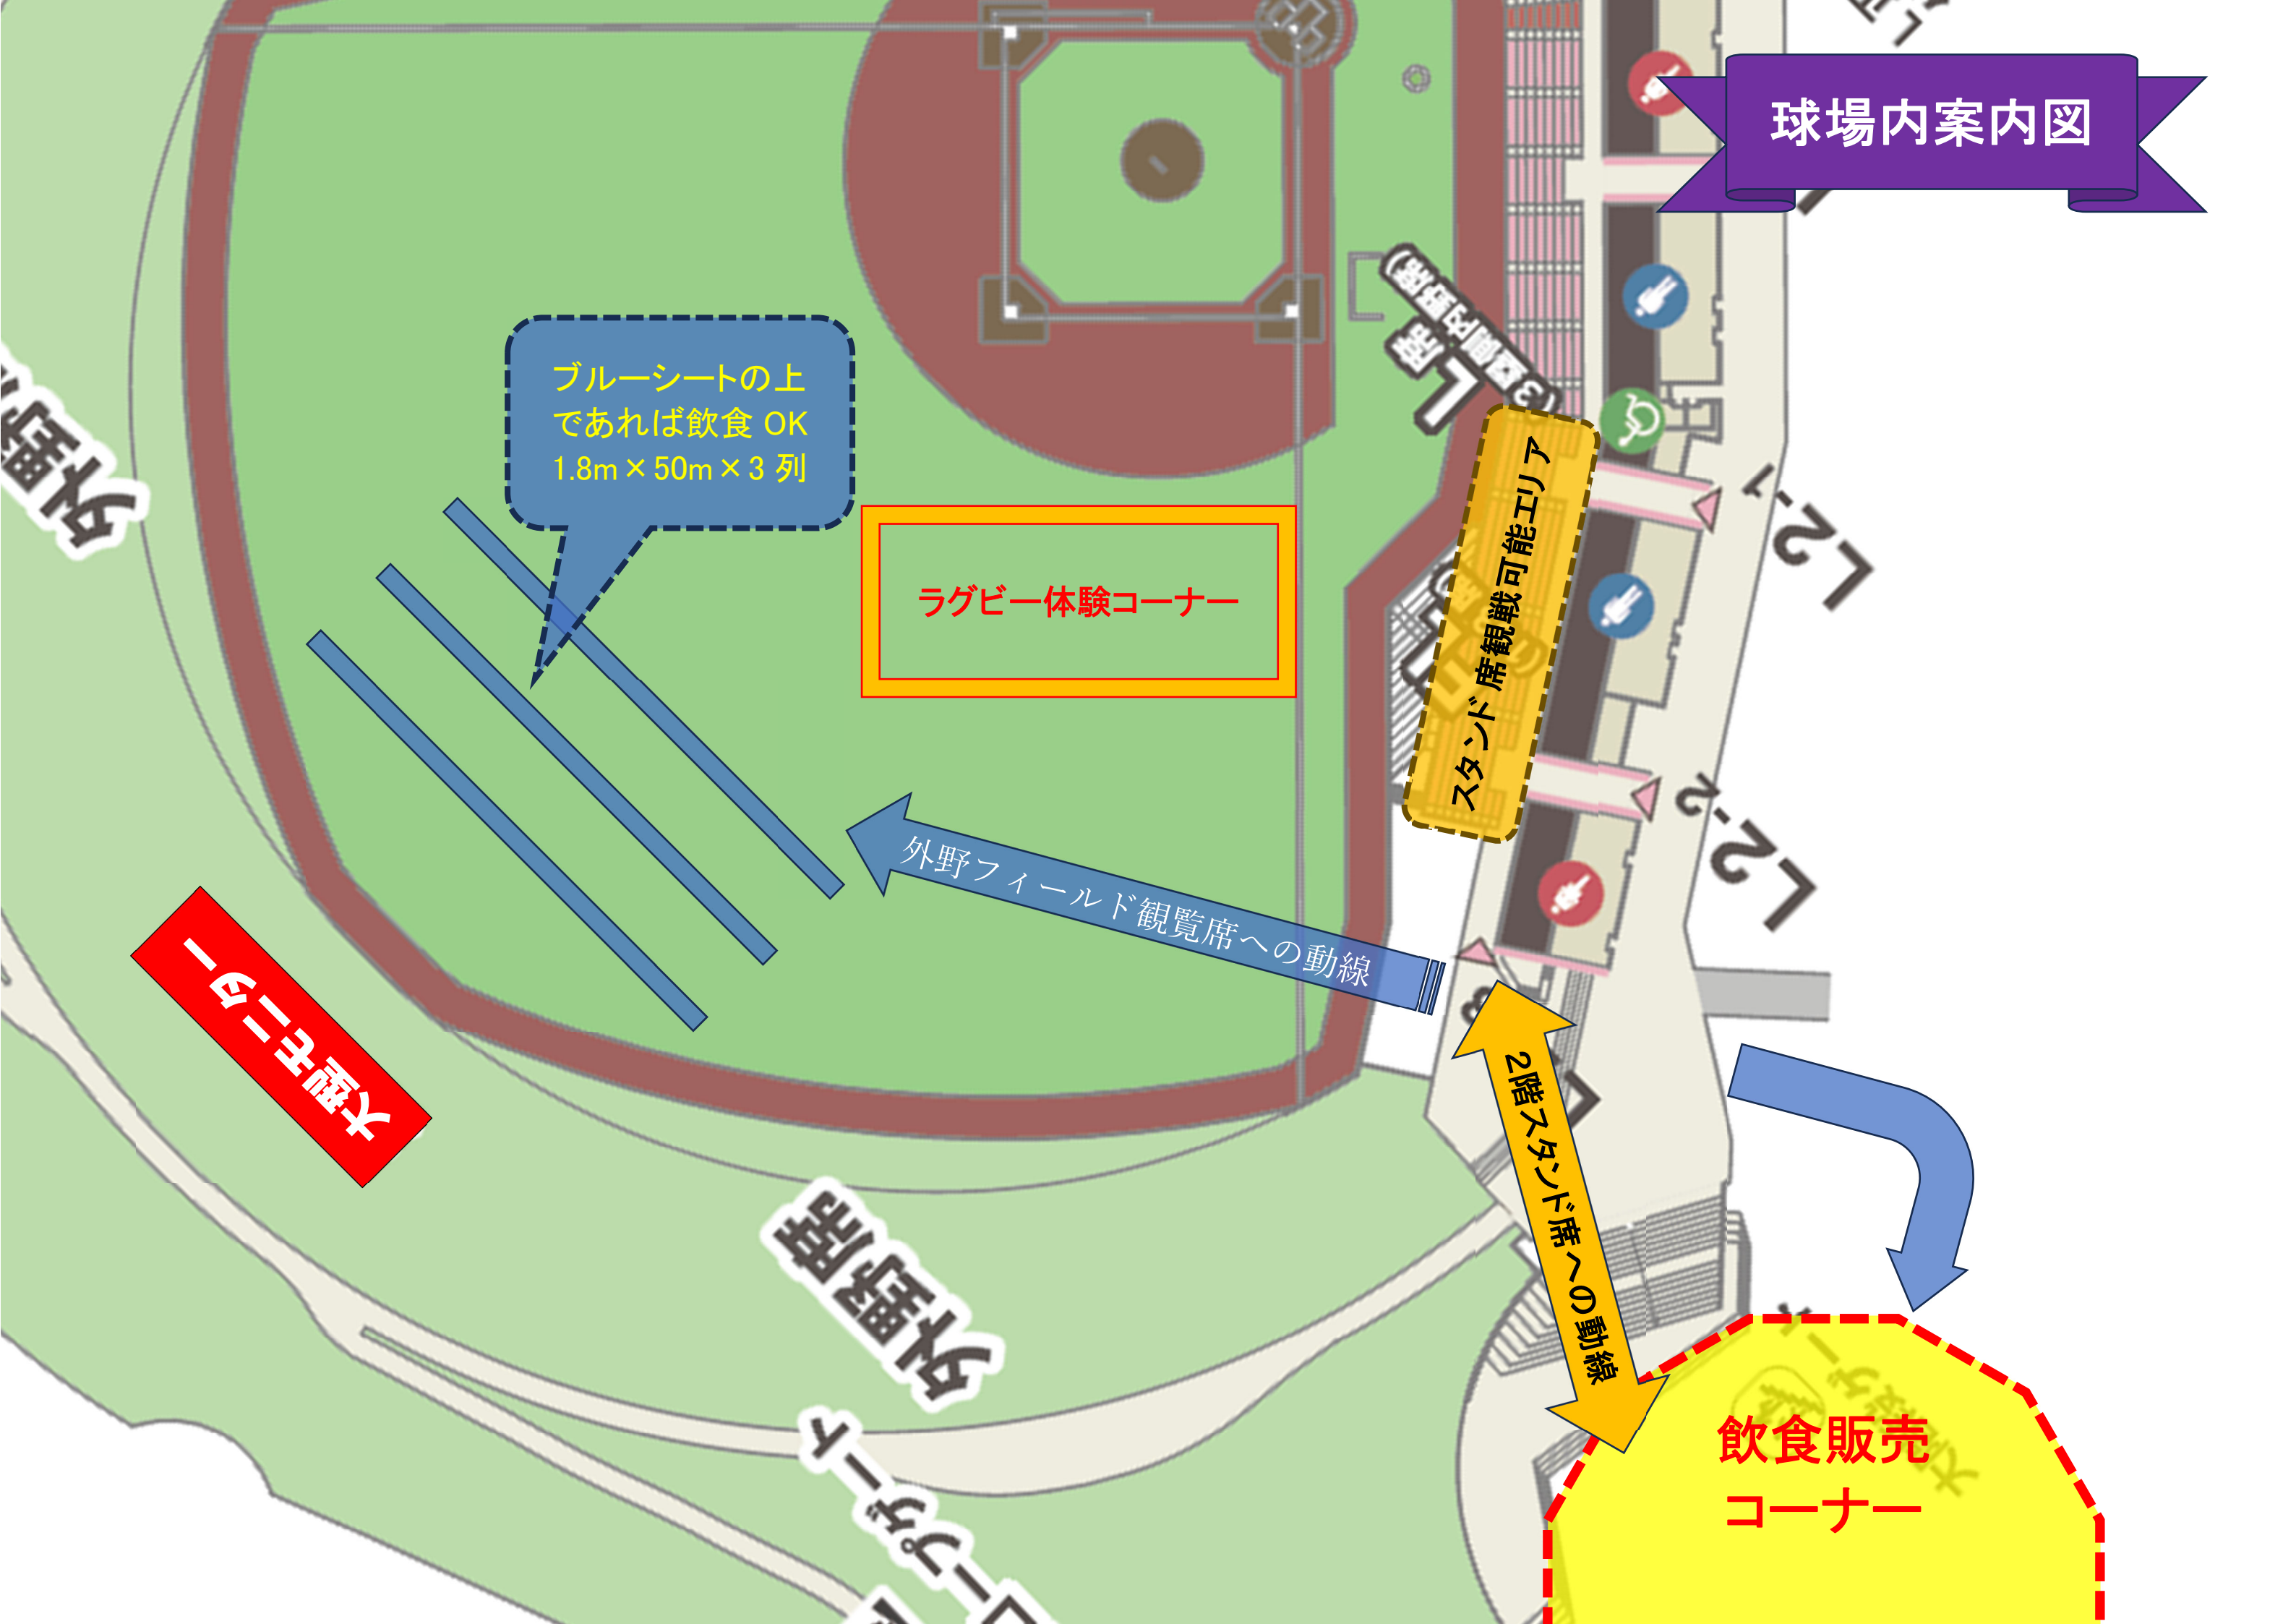 球場内案内図
ブルーシートの上
であれば飲食 OK
1.8m×50m×3 列
ラグビー体験コーナー
スタンド席観戦可能エリア
L席
L2-1
L2-2
外野フィールド観覧席への動線
2階スタンド席への動線
大型モニター
外野席
飲食販売
コーナー